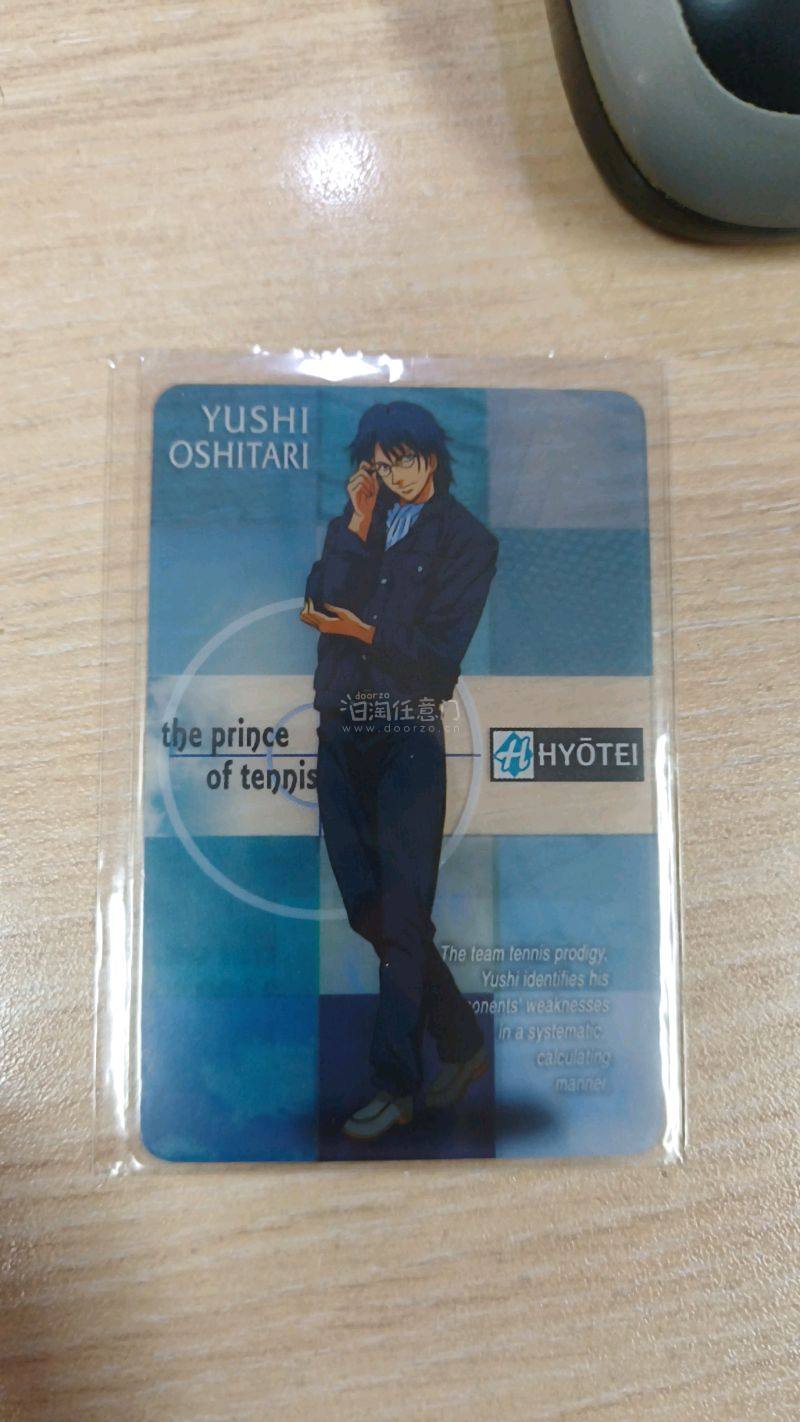 YUSHI
OSHITARI
doorzo
日淘任意门
www.doorzo.cn
the prince
of tennis
H HYŌTEI
The team tennis prodigy,
Yushi identifies his
weaknesses
in a systematic,
calculating
manner